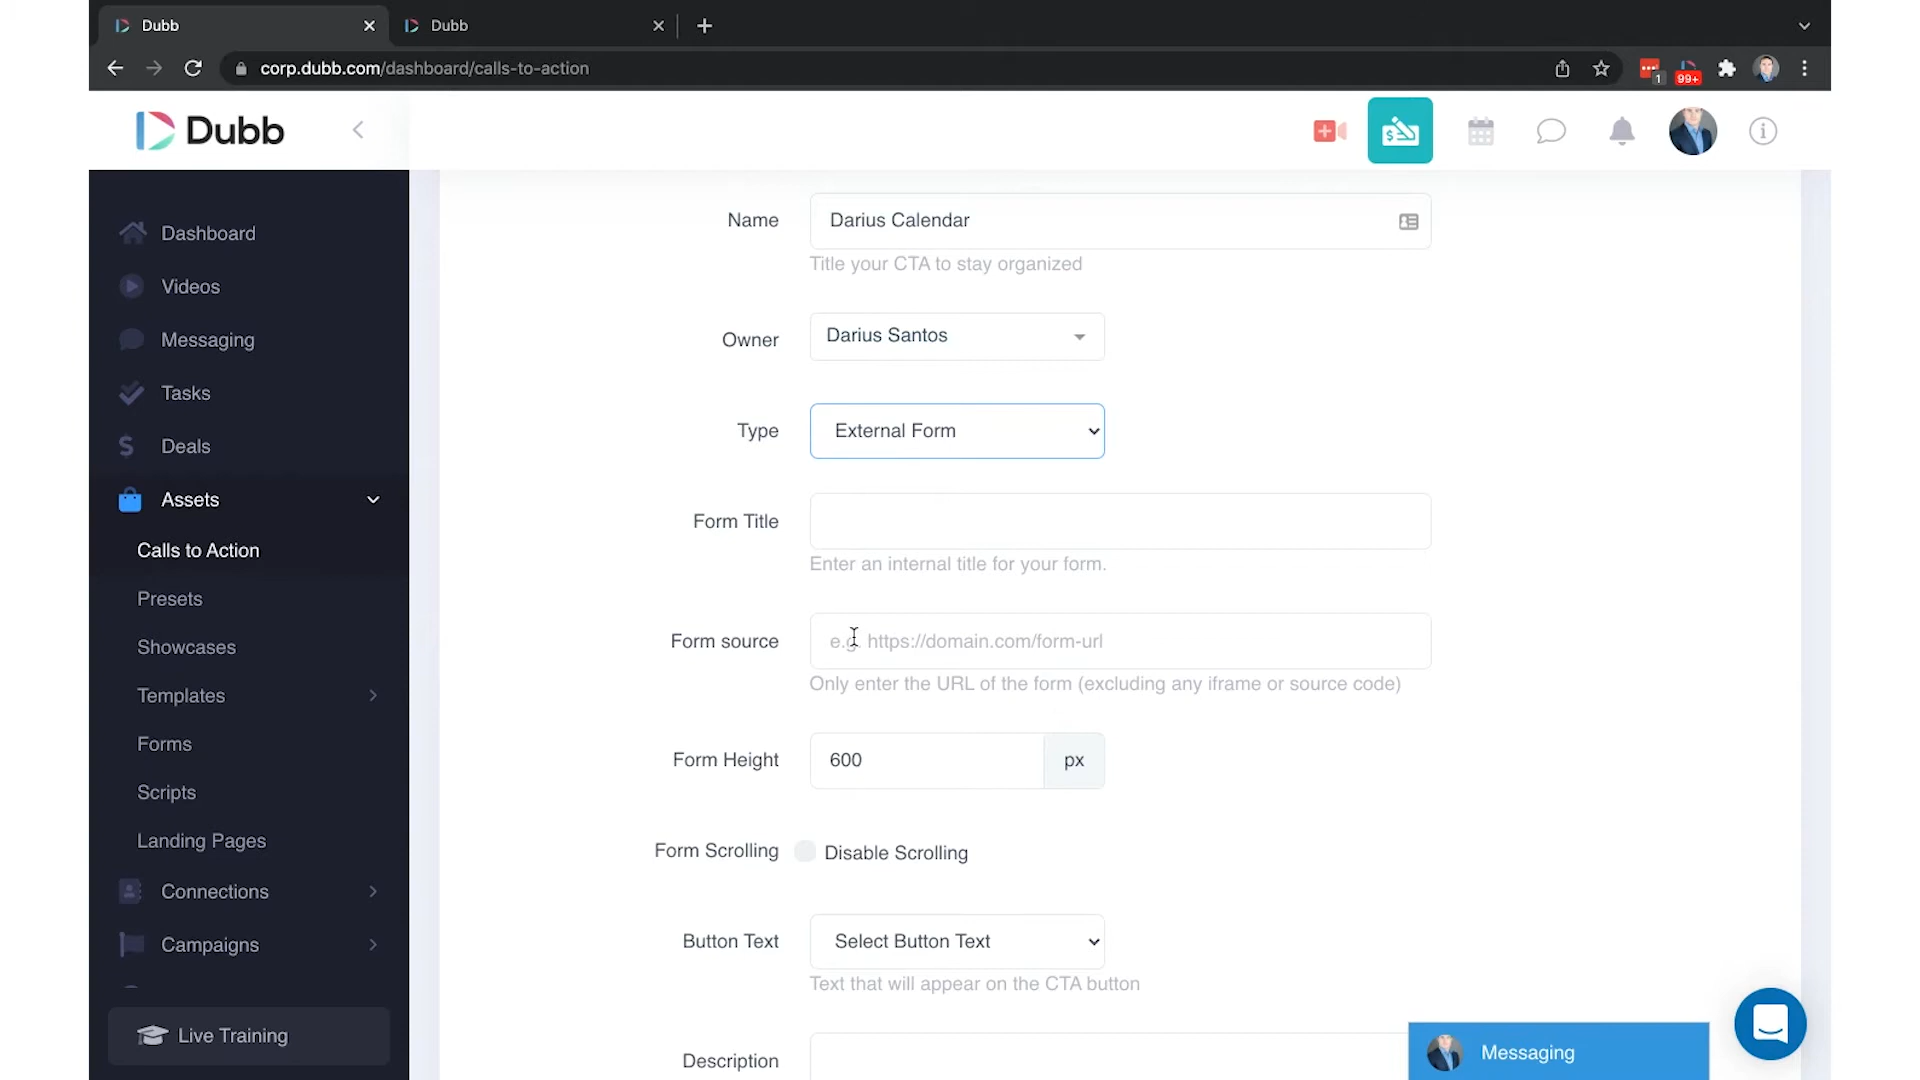 Dubb
Dubb
corp.dubb.com/dashboard/calls-to-action
1
99+
Dubb
Dashboard
Videos
Messaging
Tasks
Deals
Assets
Calls to Action
Presets
Showcases
Templates
Forms
Scripts
Landing Pages
Connections
Campaigns
Live Training
Name
Darius Calendar
Title your CTA to stay organized
Owner
Darius Santos
Type
External Form
Form Title
Enter an internal title for your form.
Form source
e.g. https://domain.com/form-url
Only enter the URL of the form (excluding any iframe or source code)
Form Height
600
px
Form Scrolling
Disable Scrolling
Button Text
Select Button Text
Text that will appear on the CTA button
Description
Messaging